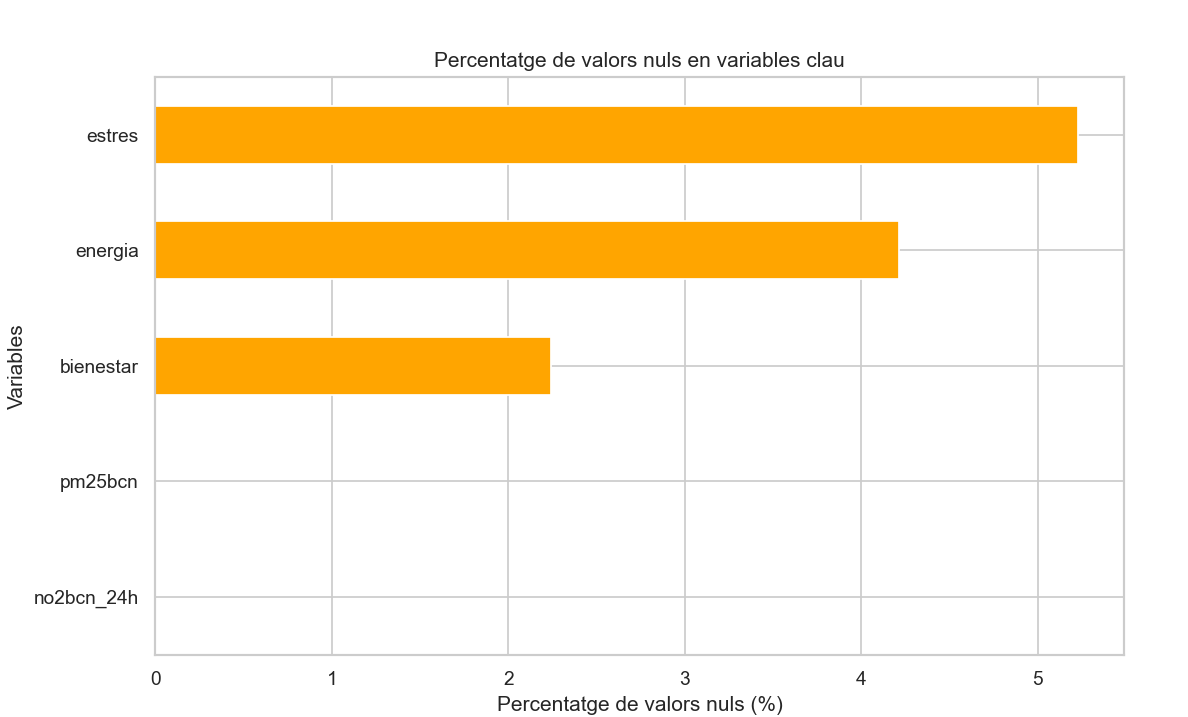 Percentatge de valors nuls en variables clau
estres
energia
bienestar
pm25bcn
no2bcn_24h
Variables
0 1 2 3 4 5
Percentatge de valors nuls (%)